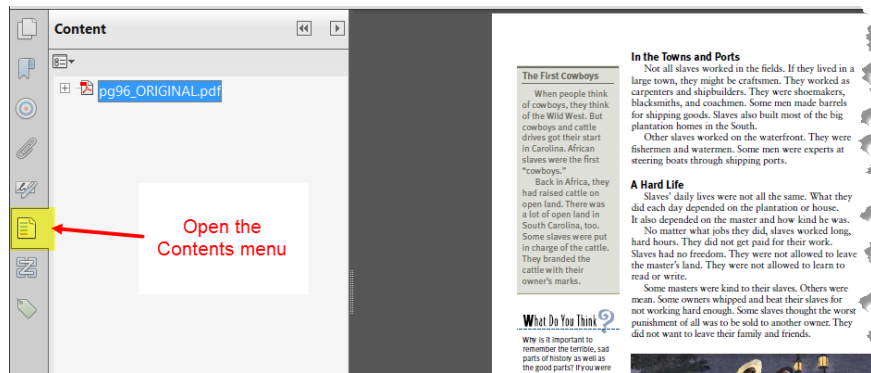 Content
pg96_ORIGINAL.pdf
Open the
Contents menu
The First Cowboys
When people think
of cowboys, they think
of the Wild West. But
cowboys and cattle
drives got their start
in Carolina. African
slaves were the first
"cowboys."
Back in Africa, they
had raised cattle on
open land. There was
a lot of open land in
South Carolina, too.
Some slaves were put
in charge of the cattle.
They branded the
cattle with their
owner's marks.
What Do You Think ?
Why is it important to
remember the terrible, sad
parts of history as well as
the good parts? If you were
In the Towns and Ports
Not all slaves worked in the fields. If they lived in a
large town, they might be craftsmen. They worked as
carpenters and shipbuilders. They were shoemakers,
blacksmiths, and coachmen. Some men made barrels
for shipping goods. Slaves also built most of the big
plantation homes in the South.
Other slaves worked on the waterfront. They were
fishermen and watermen. Some men were experts at
steering boats through shipping ports.
A Hard Life
Slaves' daily lives were not all the same. What they
did each day depended on the plantation or house.
It also depended on the master and how kind he was.
No matter what jobs they did, slaves worked long,
hard hours. They did not get paid for their work.
Slaves had no freedom. They were not allowed to leave
the master's land. They were not allowed to learn to
read or write.
Some masters were kind to their slaves. Others were
mean. Some owners whipped and beat their slaves for
not working hard enough. Some slaves thought the worst
punishment of all was to be sold to another owner. They
did not want to leave their family and friends.